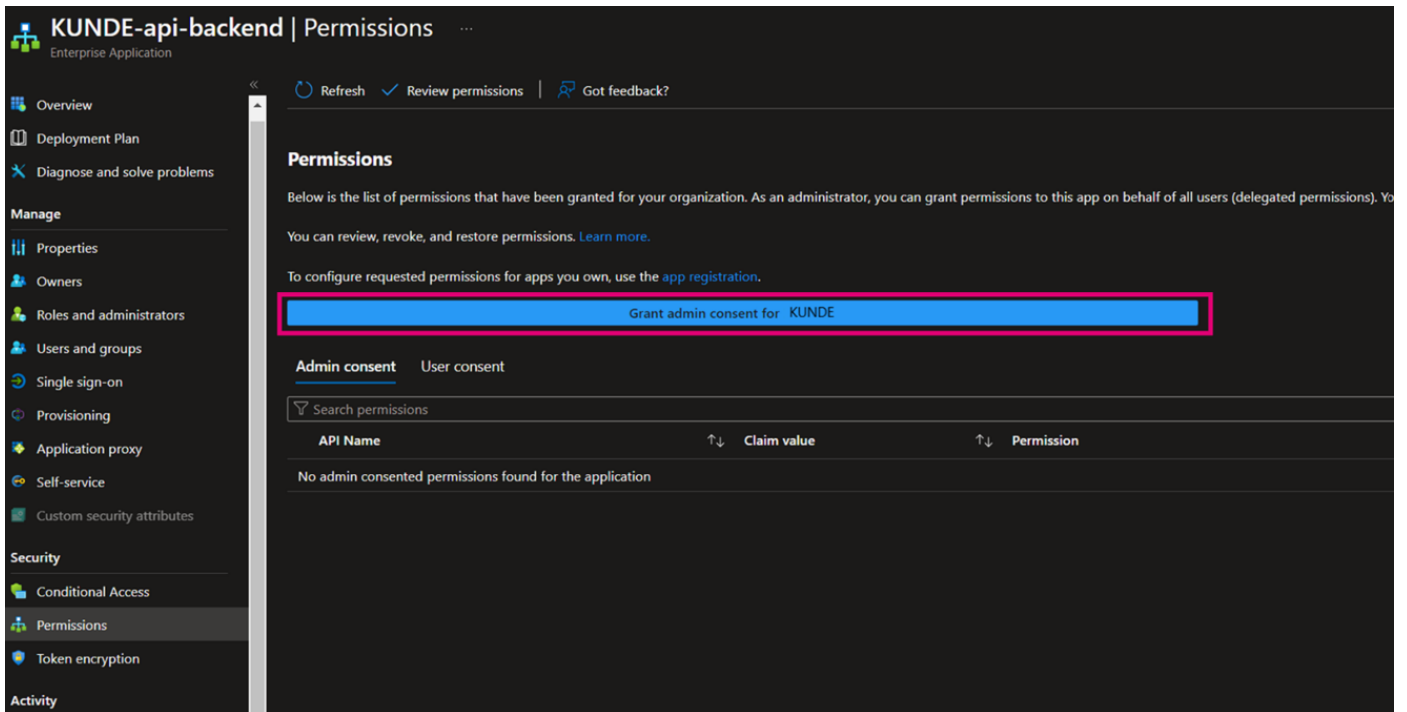 KUNDE-api-backend | Permissions ...
Enterprise Application
«
Overview
Deployment Plan
Diagnose and solve problems
Manage
Properties
Owners
Roles and administrators
Users and groups
Single sign-on
Provisioning
Application proxy
Self-service
Custom security attributes
Security
Conditional Access
Permissions
Token encryption
Activity
Refresh Review permissions | Got feedback?
Permissions
Below is the list of permissions that have been granted for your organization. As an administrator, you can grant permissions to this app on behalf of all users (delegated permissions). Yo
You can review, revoke, and restore permissions. Learn more.
To configure requested permissions for apps you own, use the app registration.
Grant admin consent for KUNDE
Admin consent User consent
Search permissions
API Name ↑↓ Claim value ↑↓ Permission
No admin consented permissions found for the application